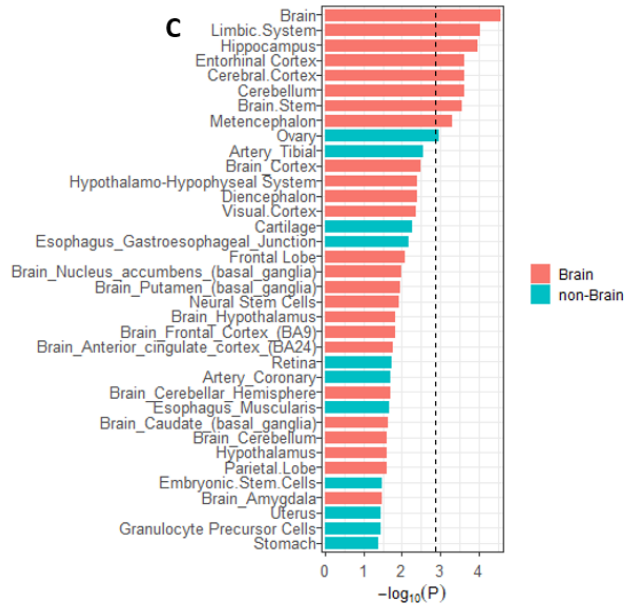 C
Brain
Limbic.System
Hippocampus
Entorhinal Cortex
Cerebral.Cortex
Cerebellum
Brain.Stem
Metencephalon
Ovary
Artery_Tibial
Brain_Cortex
Hypothalamo-Hypophyseal System
Diencephalon
Visual.Cortex
Cartilage
Esophagus_Gastroesophageal_Junction
Frontal Lobe
Brain_Nucleus_accumbens_(basal_ganglia)
Brain_Putamen_(basal_ganglia)
Neural Stem Cells
Brain_Hypothalamus
Brain_Frontal_Cortex_(BA9)
Brain_Anterior_cingulate_cortex_(BA24)
Retina
Artery_Coronary
Brain_Cerebellar_Hemisphere
Esophagus_Muscularis
Brain_Caudate_(basal_ganglia)
Brain_Cerebellum
Hypothalamus
Parietal.Lobe
Embryonic.Stem.Cells
Brain_Amygdala
Uterus
Granulocyte Precursor Cells
Stomach
0 1 2 3 4
−log10(P)
Brain
non-Brain